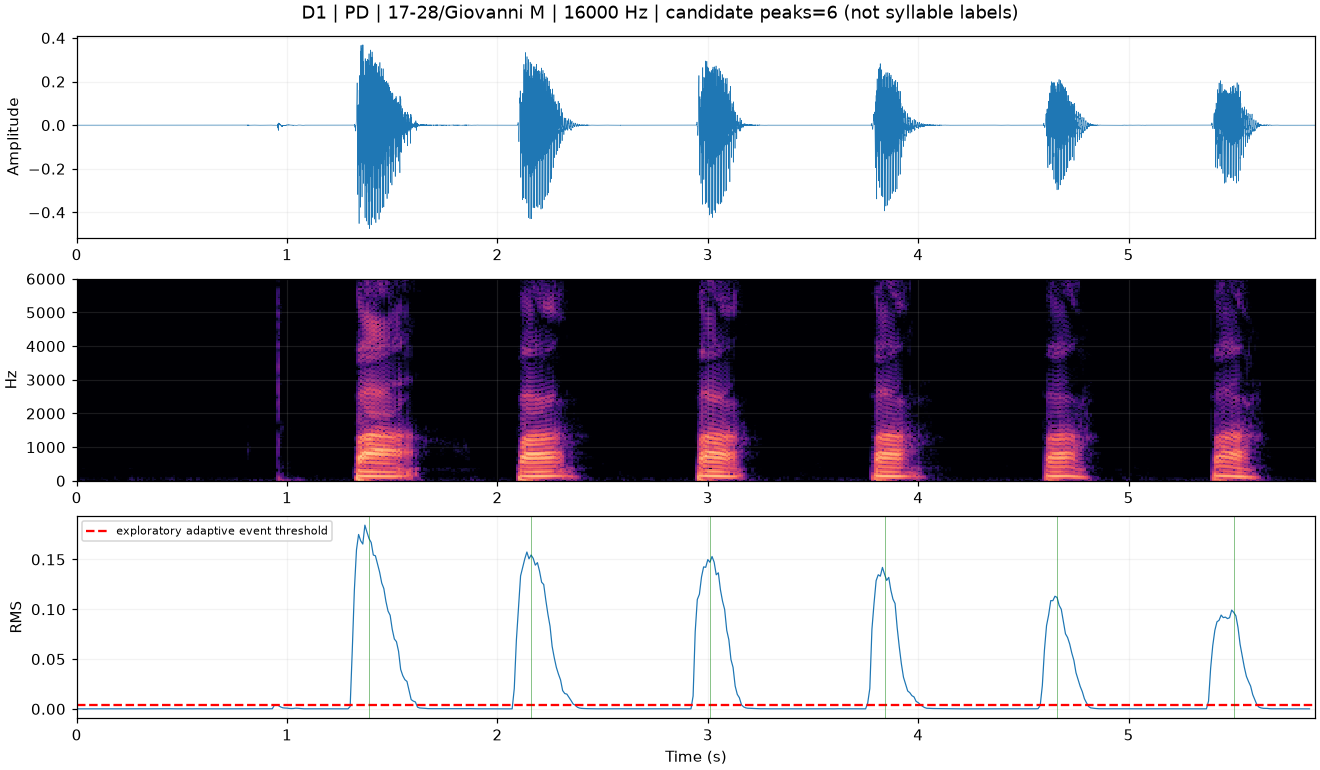 D1 | PD | 17-28/Giovanni M | 16000 Hz | candidate peaks=6 (not syllable labels)
0.4
0.2
0.0
−0.2
−0.4
Amplitude
0 1 2 3 4 5
6000
5000
4000
3000
2000
1000
0
Hz
0 1 2 3 4 5
exploratory adaptive event threshold
0.15
0.10
0.05
0.00
RMS
0 1 2 3 4 5
Time (s)